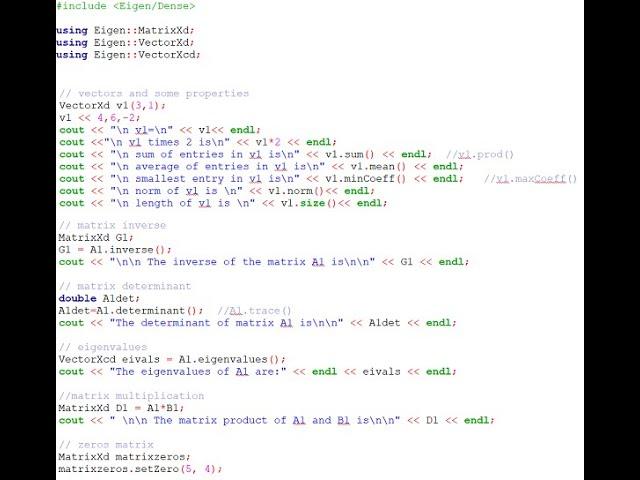 #include <Eigen/Dense>
using Eigen::MatrixXd;
using Eigen::VectorXd;
using Eigen::VectorXcd;
// vectors and some properties
VectorXd v1(3,1);
v1 << 4,6,-2;
cout << "\n v1=\n" << v1<< endl;
cout <<"\n v1 times 2 is\n" << v1*2 << endl;
cout << "\n sum of entries in v1 is\n" << v1.sum() << endl; //v1.prod()
cout << "\n average of entries in v1 is\n" << v1.mean() << endl;
cout << "\n smallest entry in v1 is\n" << v1.minCoeff() << endl; //v1.maxCoeff()
cout << "\n norm of v1 is \n" << v1.norm()<< endl;
cout << "\n length of v1 is \n" << v1.size()<< endl;
// matrix inverse
MatrixXd G1;
G1 = A1.inverse();
cout << "\n\n The inverse of the matrix A1 is\n\n" << G1 << endl;
// matrix determinant
double A1det;
A1det=A1.determinant(); //A1.trace()
cout << "The determinant of matrix A1 is\n\n" << A1det << endl;
// eigenvalues
VectorXcd eivals = A1.eigenvalues();
cout << "The eigenvalues of A1 are:" << endl << eivals << endl;
//matrix multiplication
MatrixXd D1 = A1*B1;
cout << " \n\n The matrix product of A1 and B1 is\n\n" << D1 << endl;
// zeros matrix
MatrixXd matrixzeros;
matrixzeros.setZero(5, 4);